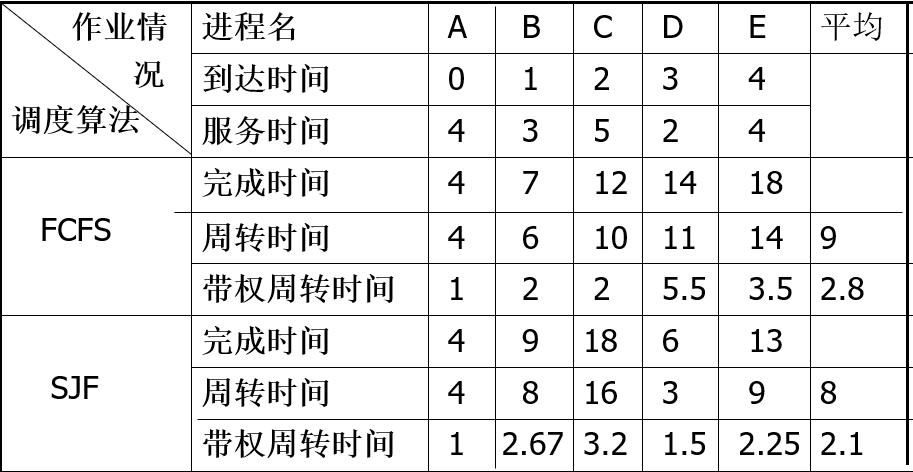 作业情况
调度算法
进程名 A B C D E 平均
到达时间 0 1 2 3 4
服务时间 4 3 5 2 4
FCFS
完成时间 4 7 12 14 18
周转时间 4 6 10 11 14 9
带权周转时间 1 2 2 5.5 3.5 2.8
SJF
完成时间 4 9 18 6 13
周转时间 4 8 16 3 9 8
带权周转时间 1 2.67 3.2 1.5 2.25 2.1